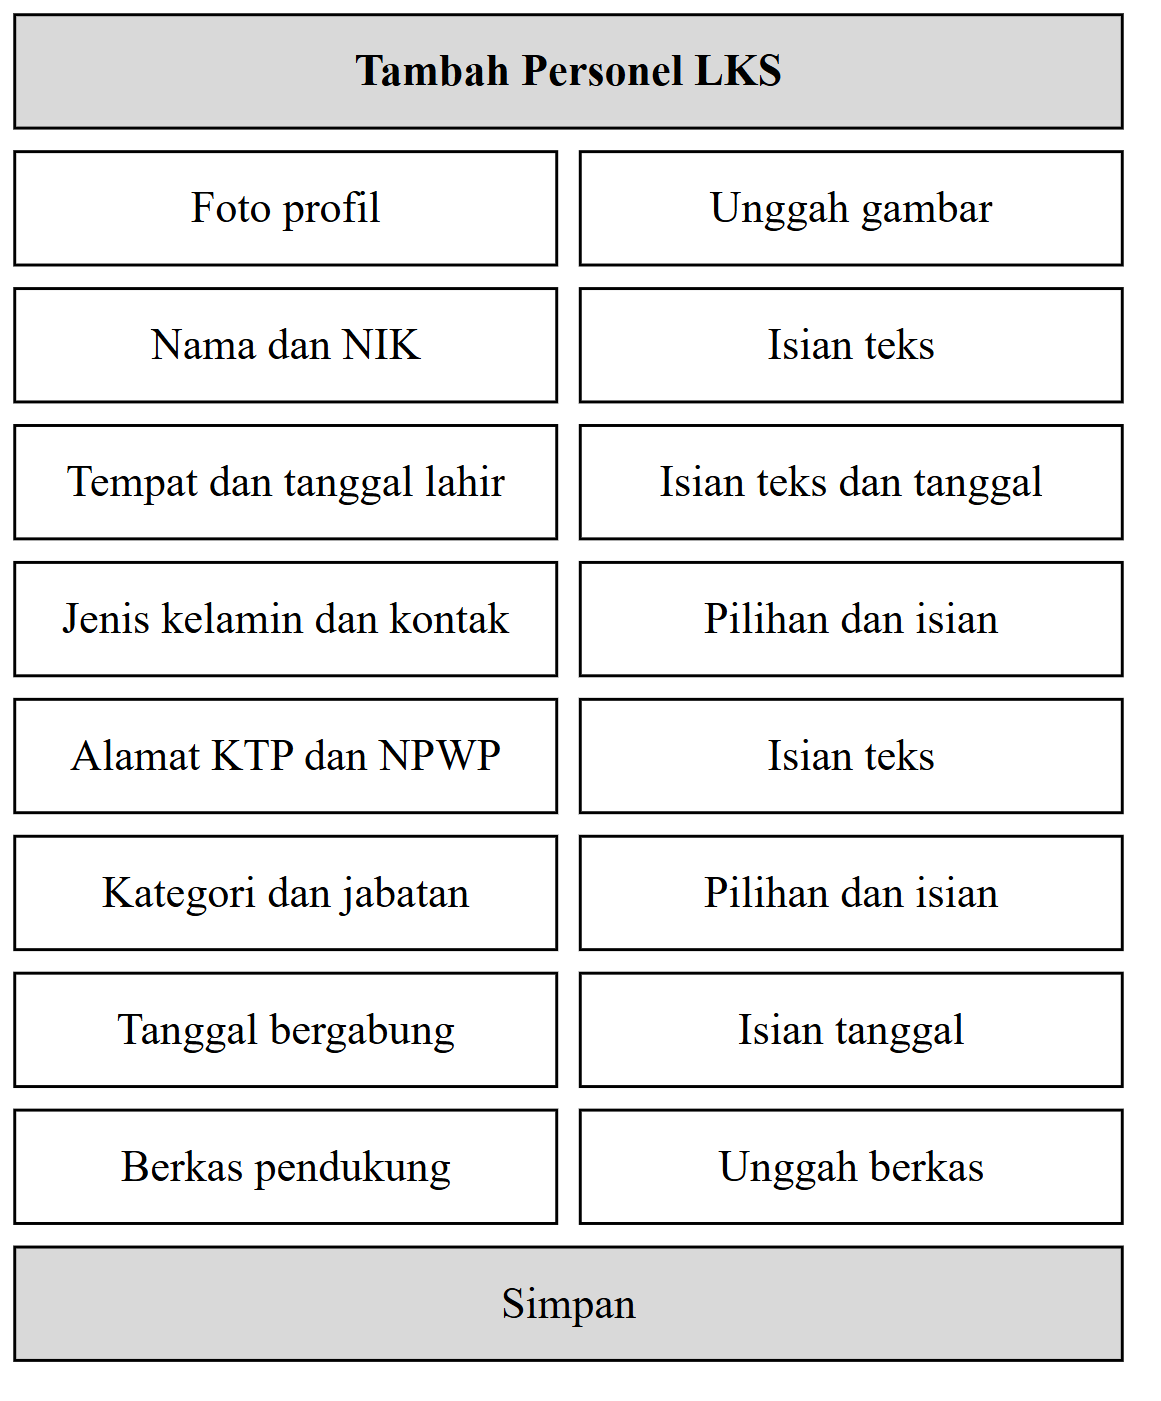 Tambah Personel LKS
Foto profil
Unggah gambar
Nama dan NIK
Isian teks
Tempat dan tanggal lahir
Isian teks dan tanggal
Jenis kelamin dan kontak
Pilihan dan isian
Alamat KTP dan NPWP
Isian teks
Kategori dan jabatan
Pilihan dan isian
Tanggal bergabung
Isian tanggal
Berkas pendukung
Unggah berkas
Simpan